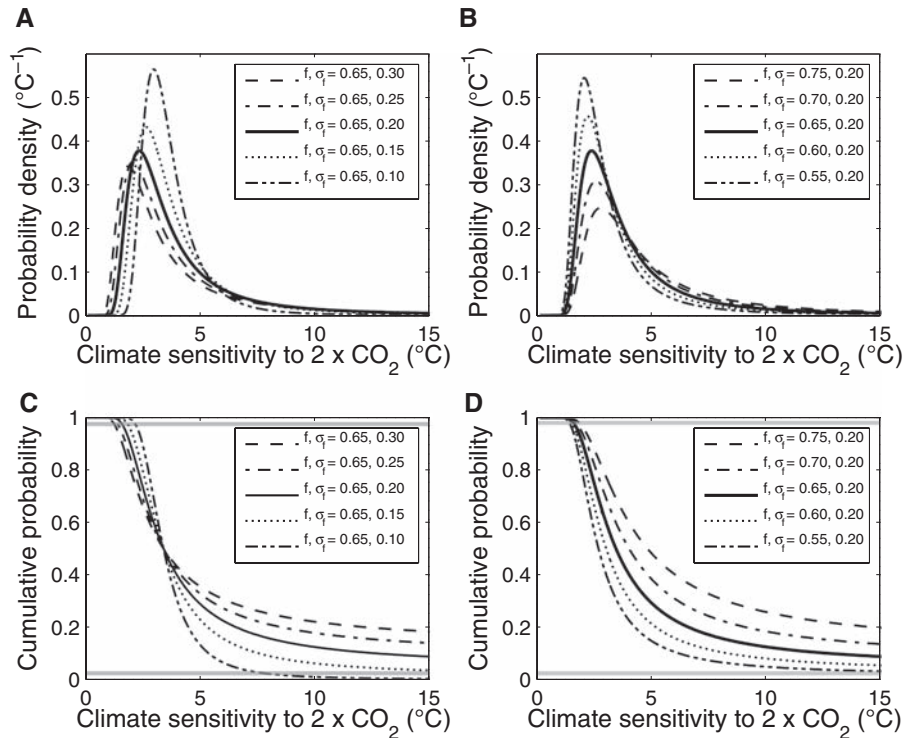 A
Probability density (°C⁻¹)
0.5
0.4
0.3
0.2
0.1
0
0 5 10 15
Climate sensitivity to 2 x CO₂ (°C)
f, σf = 0.65, 0.30
f, σf = 0.65, 0.25
f, σf = 0.65, 0.20
f, σf = 0.65, 0.15
f, σf = 0.65, 0.10
B
Probability density (°C⁻¹)
0.5
0.4
0.3
0.2
0.1
0
0 5 10 15
Climate sensitivity to 2 x CO₂ (°C)
f, σf = 0.75, 0.20
f, σf = 0.70, 0.20
f, σf = 0.65, 0.20
f, σf = 0.60, 0.20
f, σf = 0.55, 0.20
C
Cumulative probability
1
0.8
0.6
0.4
0.2
0
0 5 10 15
Climate sensitivity to 2 x CO₂ (°C)
f, σf = 0.65, 0.30
f, σf = 0.65, 0.25
f, σf = 0.65, 0.20
f, σf = 0.65, 0.15
f, σf = 0.65, 0.10
D
Cumulative probability
1
0.8
0.6
0.4
0.2
0
0 5 10 15
Climate sensitivity to 2 x CO₂ (°C)
f, σf = 0.75, 0.20
f, σf = 0.70, 0.20
f, σf = 0.65, 0.20
f, σf = 0.60, 0.20
f, σf = 0.55, 0.20